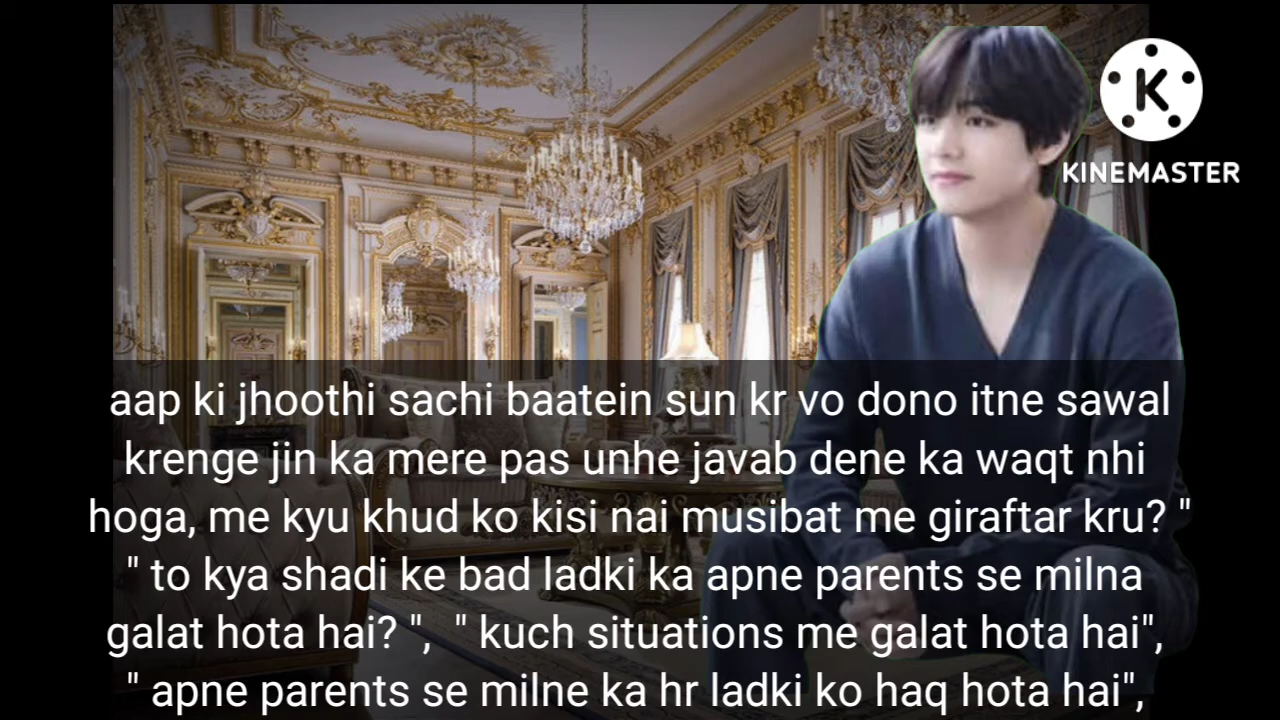 K
KINEMASTER
aap ki jhoothi sachi baatein sun kr vo dono itne sawal
krenge jin ka mere pas unhe javab dene ka waqt nhi
hoga, me kyu khud ko kisi nai musibat me giraftar kru? "
" to kya shadi ke bad ladki ka apne parents se milna
galat hota hai? ", " kuch situations me galat hota hai",
" apne parents se milne ka hr ladki ko haq hota hai",